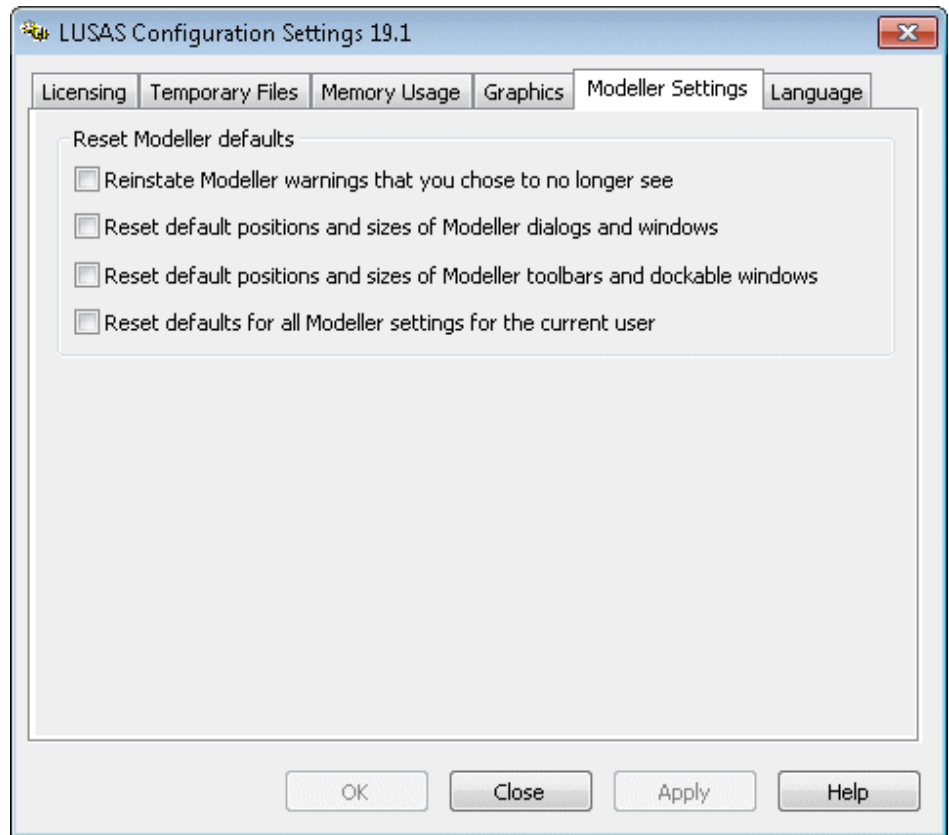 LUSAS Configuration Settings 19.1
Licensing Temporary Files Memory Usage Graphics Modeller Settings Language
Reset Modeller defaults
Reinstate Modeller warnings that you chose to no longer see
Reset default positions and sizes of Modeller dialogs and windows
Reset default positions and sizes of Modeller toolbars and dockable windows
Reset defaults for all Modeller settings for the current user
OK Close Apply Help